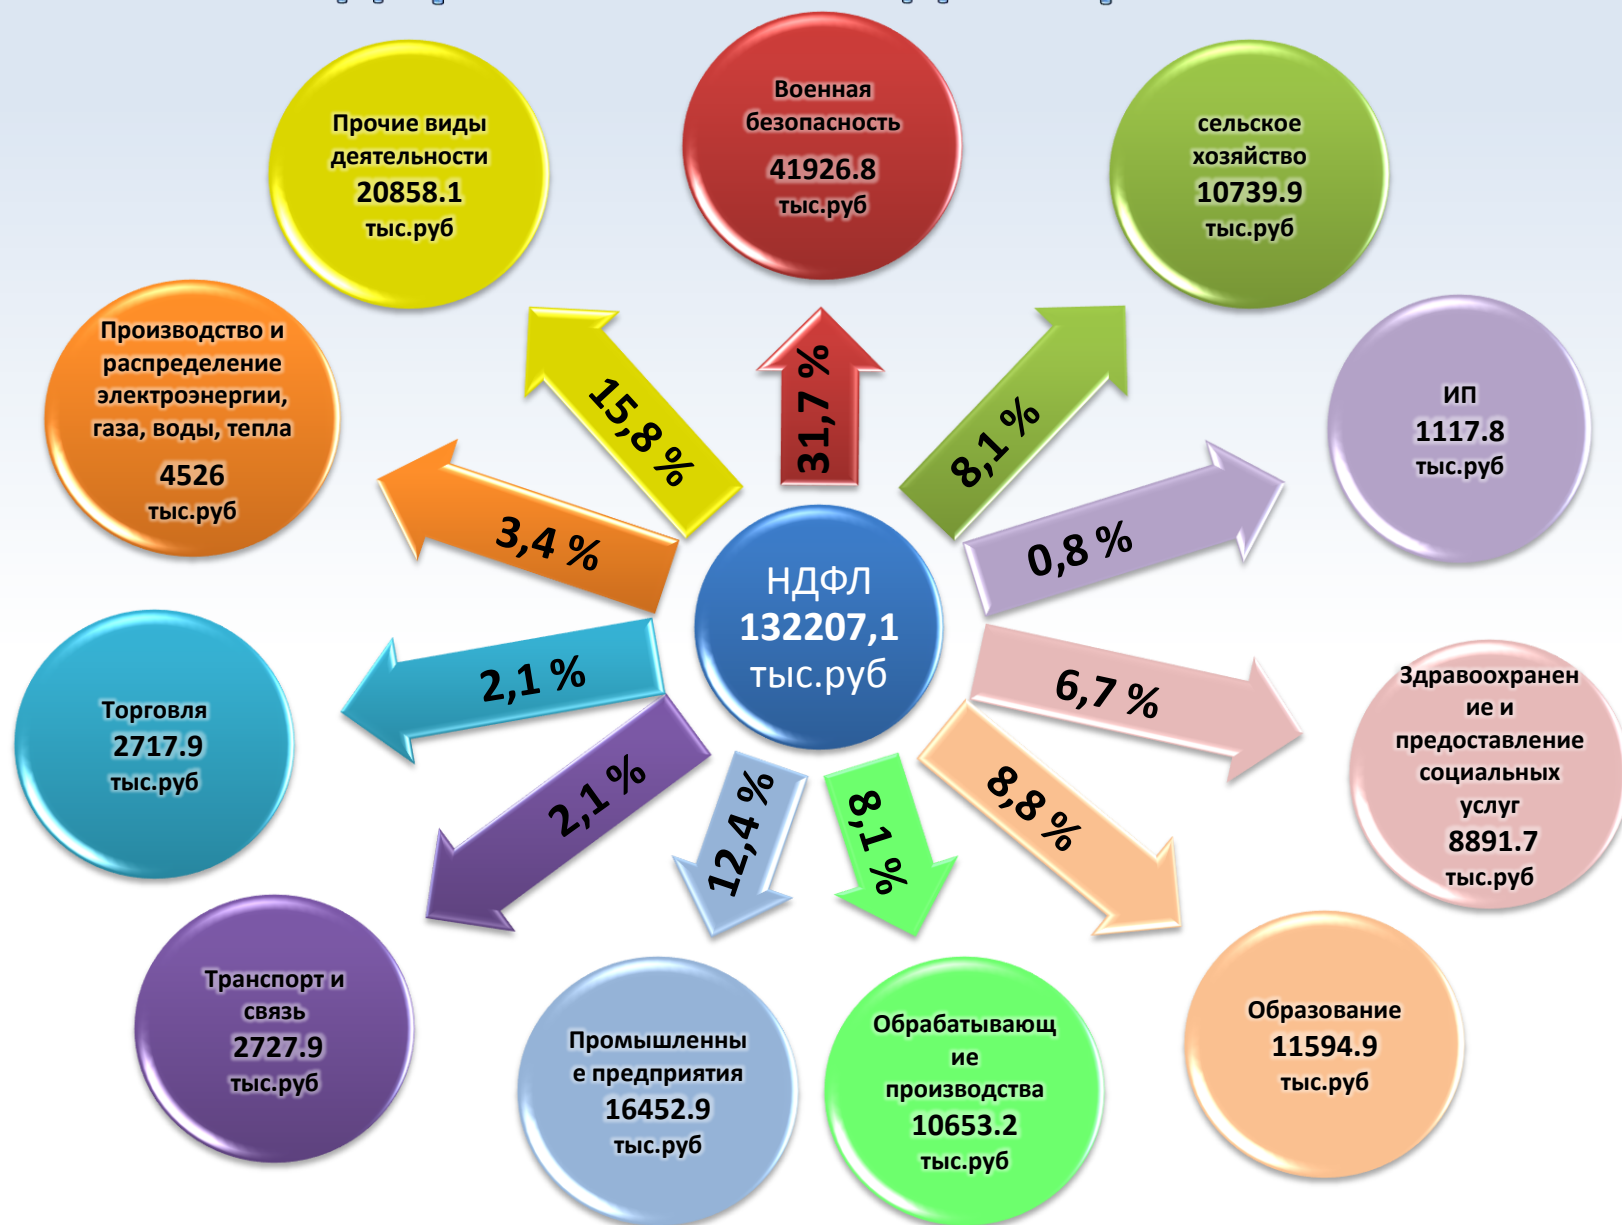 Военная
безопасность
41926.8
тыс.руб
сельское
хозяйство
10739.9
тыс.руб
ИП
1117.8
тыс.руб
Здравоохранен
ие и
предоставление
социальных
услуг
8891.7
тыс.руб
Образование
11594.9
тыс.руб
Обрабатывающ
ие
производства
10653.2
тыс.руб
Промышленны
е предприятия
16452.9
тыс.руб
Транспорт и
связь
2727.9
тыс.руб
Торговля
2717.9
тыс.руб
Производство и
распределение
электроэнергии,
газа, воды, тепла
4526
тыс.руб
Прочие виды
деятельности
20858.1
тыс.руб
31,7 %
8,1 %
0,8 %
6,7 %
8,8 %
8,1 %
12,4 %
2,1 %
2,1 %
3,4 %
15,8 %
НДФЛ
132207,1
тыс.руб